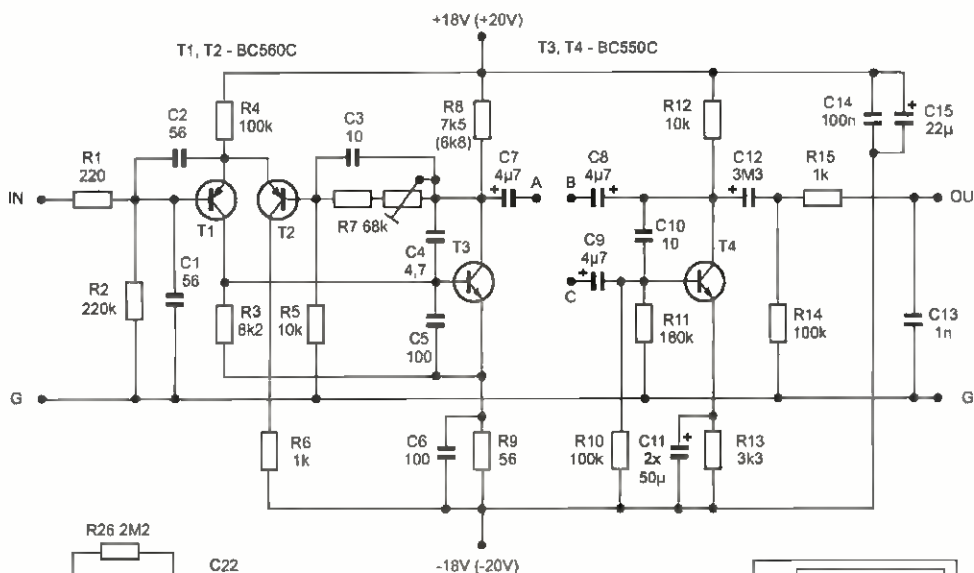 +18V (+20V)
T1, T2 - BC560C
T3, T4 - BC550C
C2
56
R4
100k
C3
10
R8
7k5
(6k8)
C7
4µ7
A
B
C8
4µ7
R12
10k
C12
3M3
C14
100n
C15
22µ
R15
1k
R1
220
IN
OU
T1
T2
R7 68k
C4
4,7
T3
C10
10
T4
C9
4µ7
C
C1
56
R2
220k
R3
8k2
R5
10k
C5
100
R11
180k
R14
100k
C13
1n
G
G
R6
1k
C6
100
R9
56
R10
100k
C11
2x
50µ
R13
3k3
R26 2M2
C22
-18V (-20V)